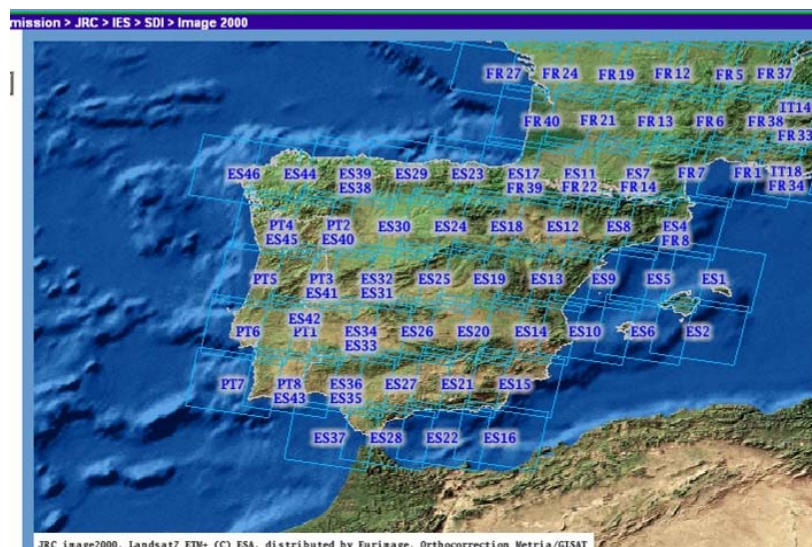 mission > JRC > IES > SDI > Image 2000
FR27 FR24 FR19 FR12 FR5 FR37
IT14
FR40 FR21 FR13 FR6 FR38
FR33
ES46 ES44 ES39 ES29 ES23 ES17 ES11 ES7 FR7 FR1 IT18
ES38 FR39 FR22 FR14 FR34
PT4 PT2 ES30 ES24 ES18 ES12 ES8 ES4
ES45 ES40 FR8
PT5 PT3 ES32 ES25 ES19 ES13 ES9 ES5 ES1
ES41 ES31
ES42
PT6 PT1 ES34 ES26 ES20 ES14 ES10 ES6 ES2
ES33
PT7 PT8 ES36 ES27 ES21 ES15
ES43 ES35
ES37 ES28 ES22 ES16
JRC image2000, Landsat7 ETM+ (C) ESA, distributed by Eurimage, Orthocorrection Metria/GISAT